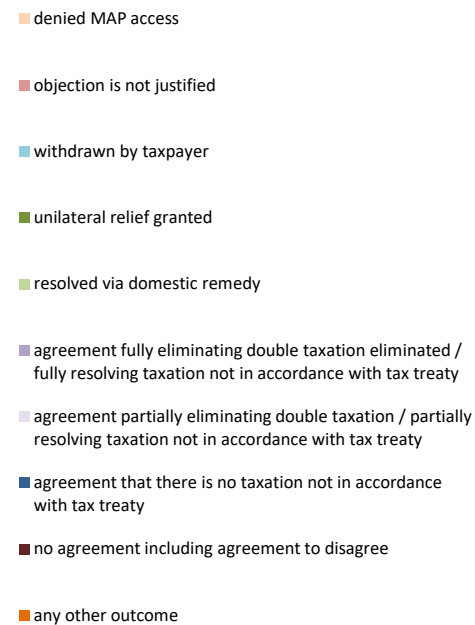 denied MAP access
objection is not justified
withdrawn by taxpayer
unilateral relief granted
resolved via domestic remedy
agreement fully eliminating double taxation eliminated /
fully resolving taxation not in accordance with tax treaty
agreement partially eliminating double taxation / partially
resolving taxation not in accordance with tax treaty
agreement that there is no taxation not in accordance
with tax treaty
no agreement including agreement to disagree
any other outcome